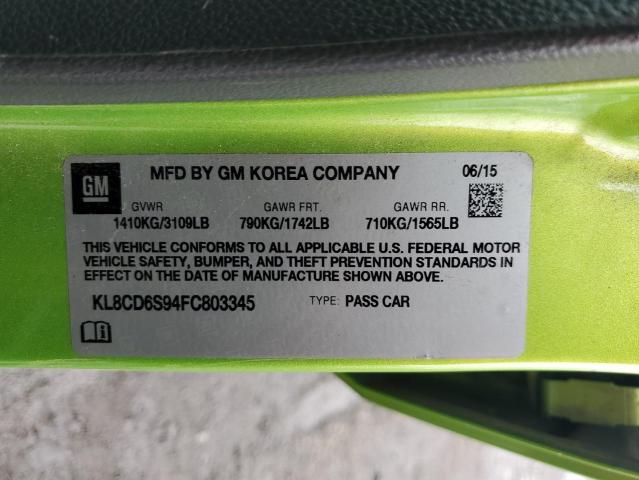 GM MFD BY GM KOREA COMPANY 06/15
GVWR GAWR FRT. GAWR RR.
1410KG/3109LB 790KG/1742LB 710KG/1565LB
THIS VEHICLE CONFORMS TO ALL APPLICABLE U.S. FEDERAL MOTOR
VEHICLE SAFETY, BUMPER, AND THEFT PREVENTION STANDARDS IN
EFFECT ON THE DATE OF MANUFACTURE SHOWN ABOVE.
KL8CD6S94FC803345 TYPE: PASS CAR